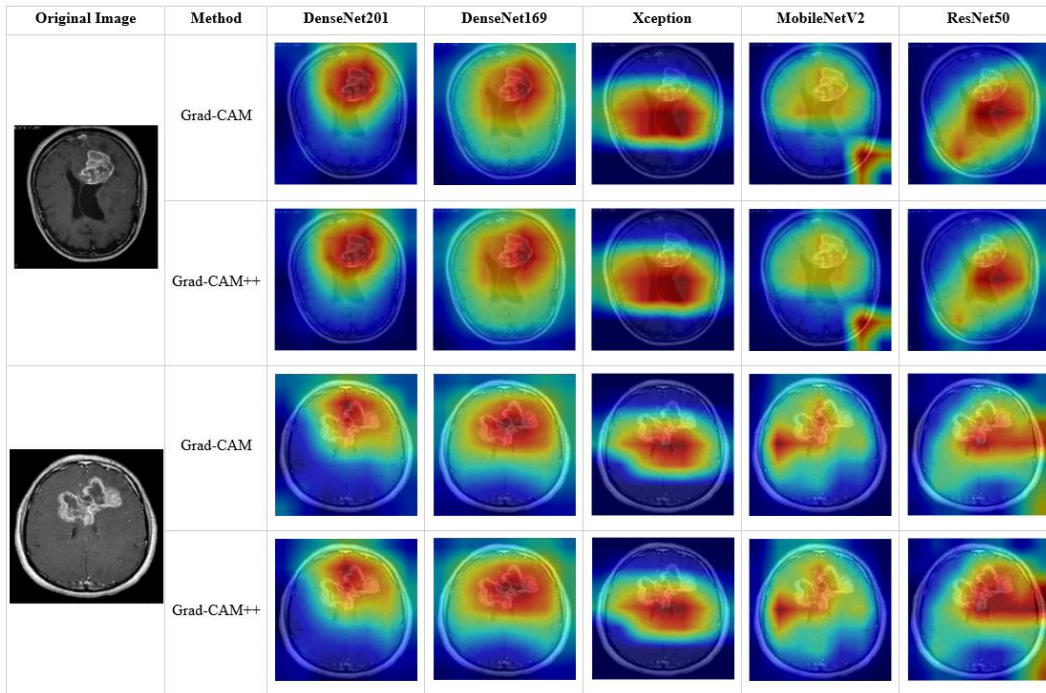 Original Image Method DenseNet201 DenseNet169 Xception MobileNetV2 ResNet50
Grad-CAM
Grad-CAM++
Grad-CAM
Grad-CAM++